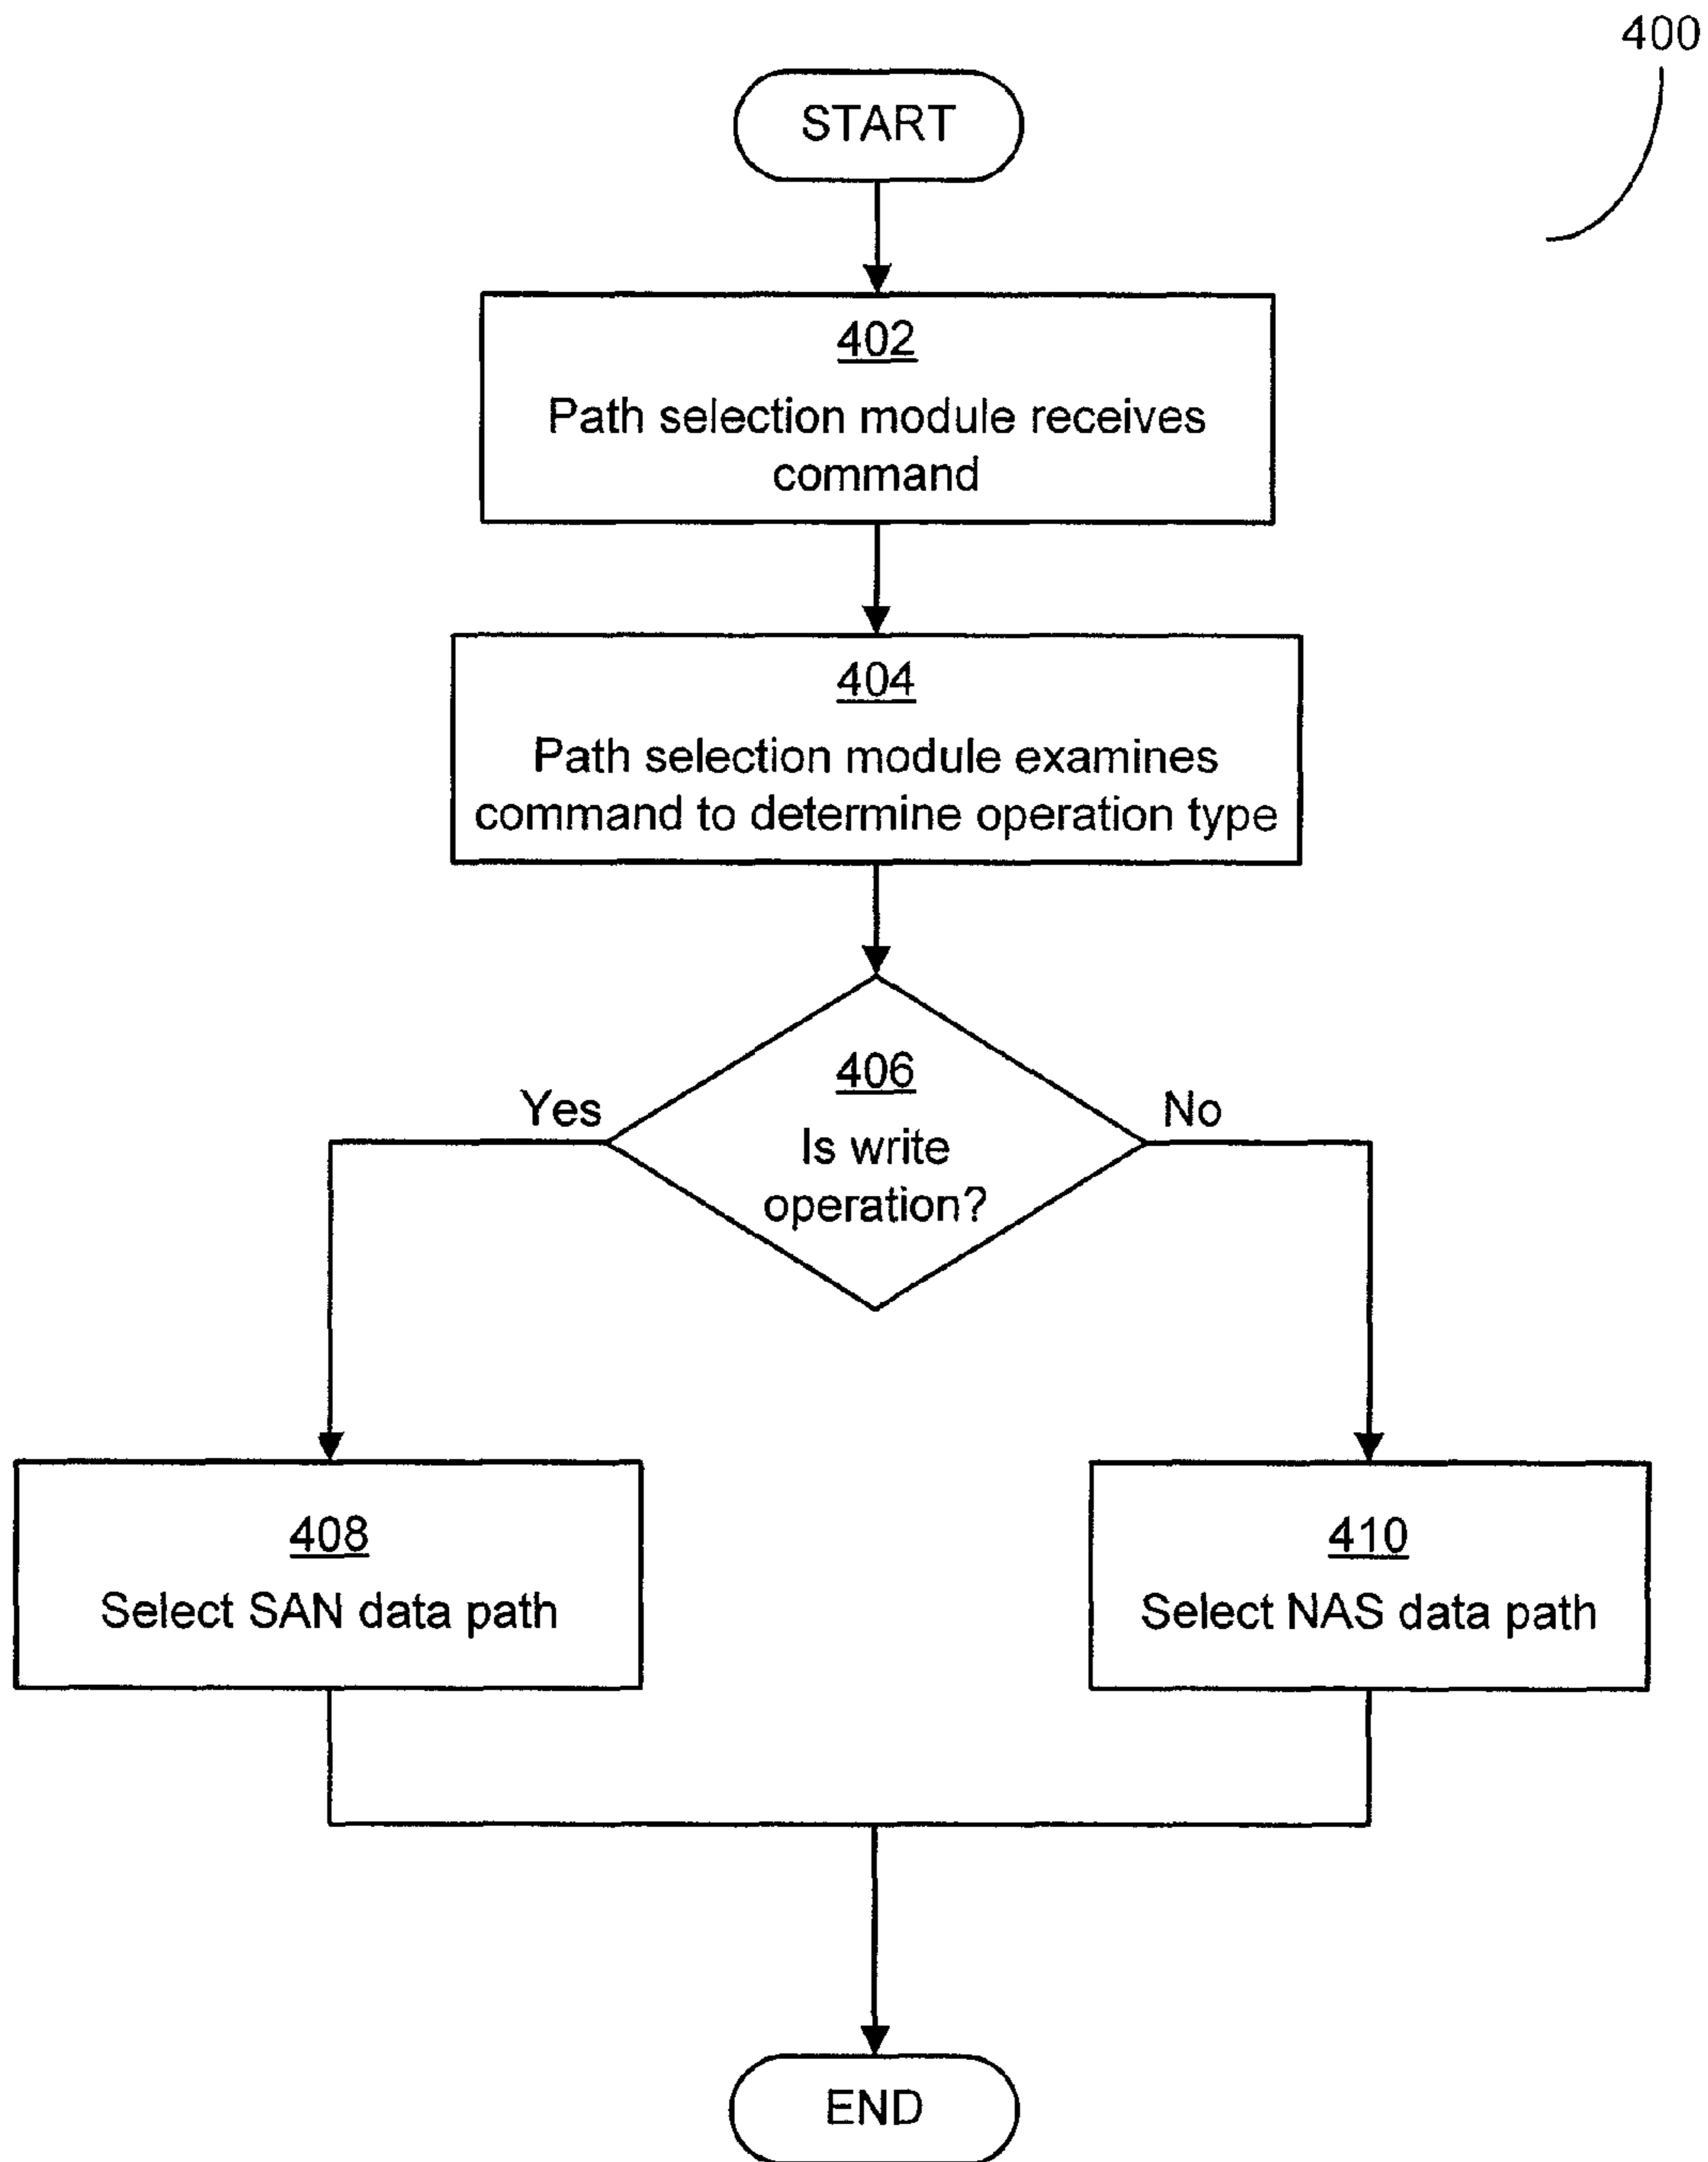 400
START
402
Path selection module receives
command
404
Path selection module examines
command to determine operation type
406
Is write
operation?
Yes
No
408
Select SAN data path
410
Select NAS data path
END